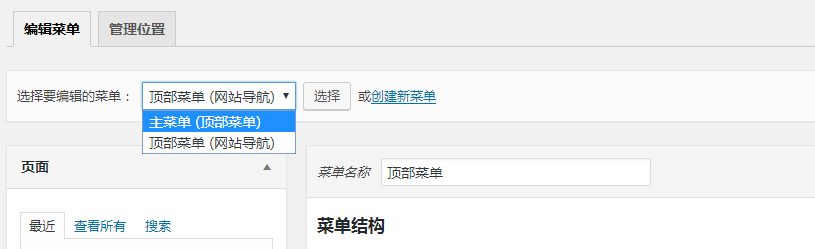 编辑菜单 管理位置
选择要编辑的菜单： 顶部菜单 (网站导航) 选择 或创建新菜单
主菜单 (顶部菜单)
顶部菜单 (网站导航)
页面
菜单名称 顶部菜单
最近 查看所有 搜索
菜单结构